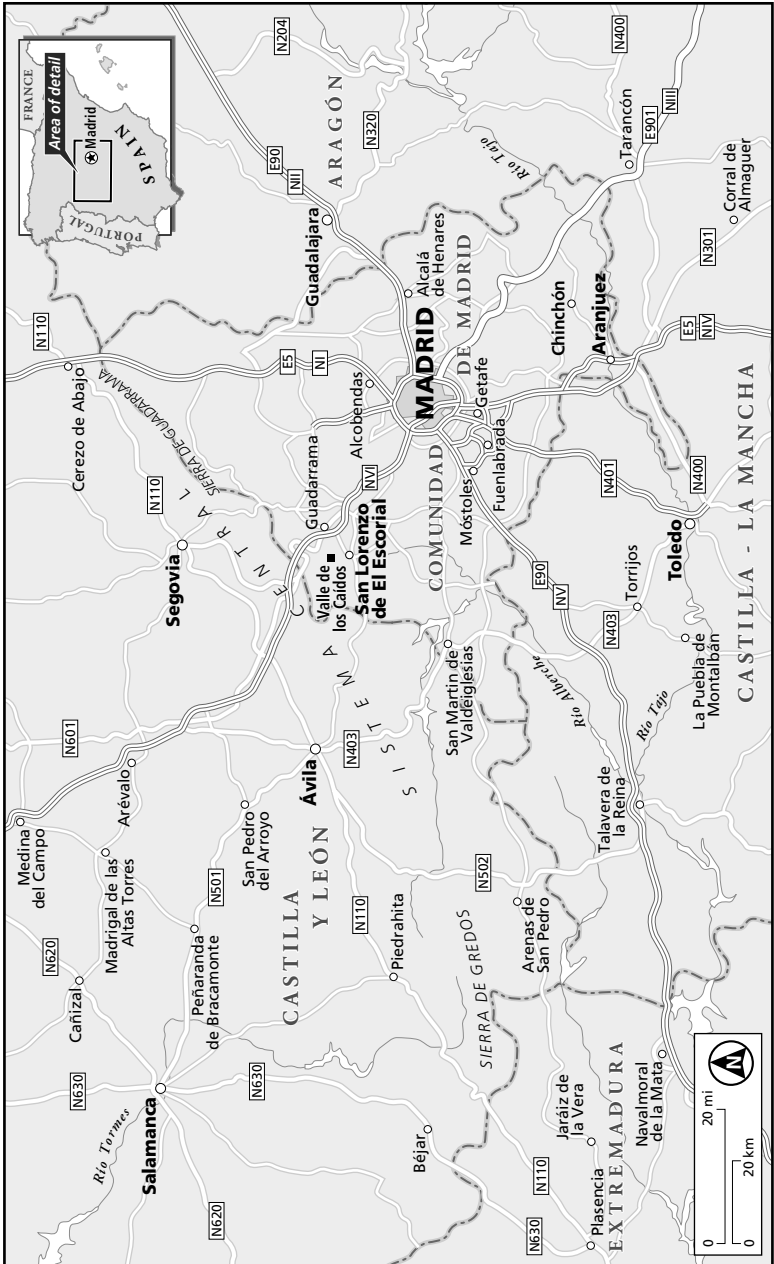 FRANCE
Area of detail
Madrid
SPAIN
PORTUGAL
N204
N400
ARAGÓN
N320
E90
NII
Guadalajara
Río Tajo
Tarancón
E901
NIII
Corral de
Almaguer
N301
N110
Cerezo de Abajo
SIERRA DE GUADARRAMA
E5
NI
Alcobendas
Alcalá
de Henares
MADRID
COMUNIDAD
DE MADRID
Getafe
Chinchón
Aranjuez
E5
NIV
N110
Segovia
Guadarrama
NVI
Valle de
los Caídos
San Lorenzo
de El Escorial
Móstoles
Fuenlabrada
N401
N400
Toledo
CASTILLA - LA MANCHA
SISTEMA
CENTRAL
E90
NV
Torrijos
N403
La Puebla de
Montalbán
San Martin de
Valdeiglesias
Río Alberche
Río Tajo
Talavera de
la Reina
N601
Medina
del Campo
Arévalo
Ávila
N403
San Pedro
del Arroyo
Madrigal de las
Altas Torres
N501
CASTILLA
Y LEÓN
N110
N502
Piedrahita
Arenas de
San Pedro
SIERRA DE GREDOS
N620
Cañizal
Peñaranda
de Bracamonte
N630
Salamanca
N630
Río Tormes
N620
Béjar
Jaráiz de
la Vera
Navalmoral
de la Mata
N110
EXTREMADURA
Plasencia
N630
N
0
20 mi
0
20 km